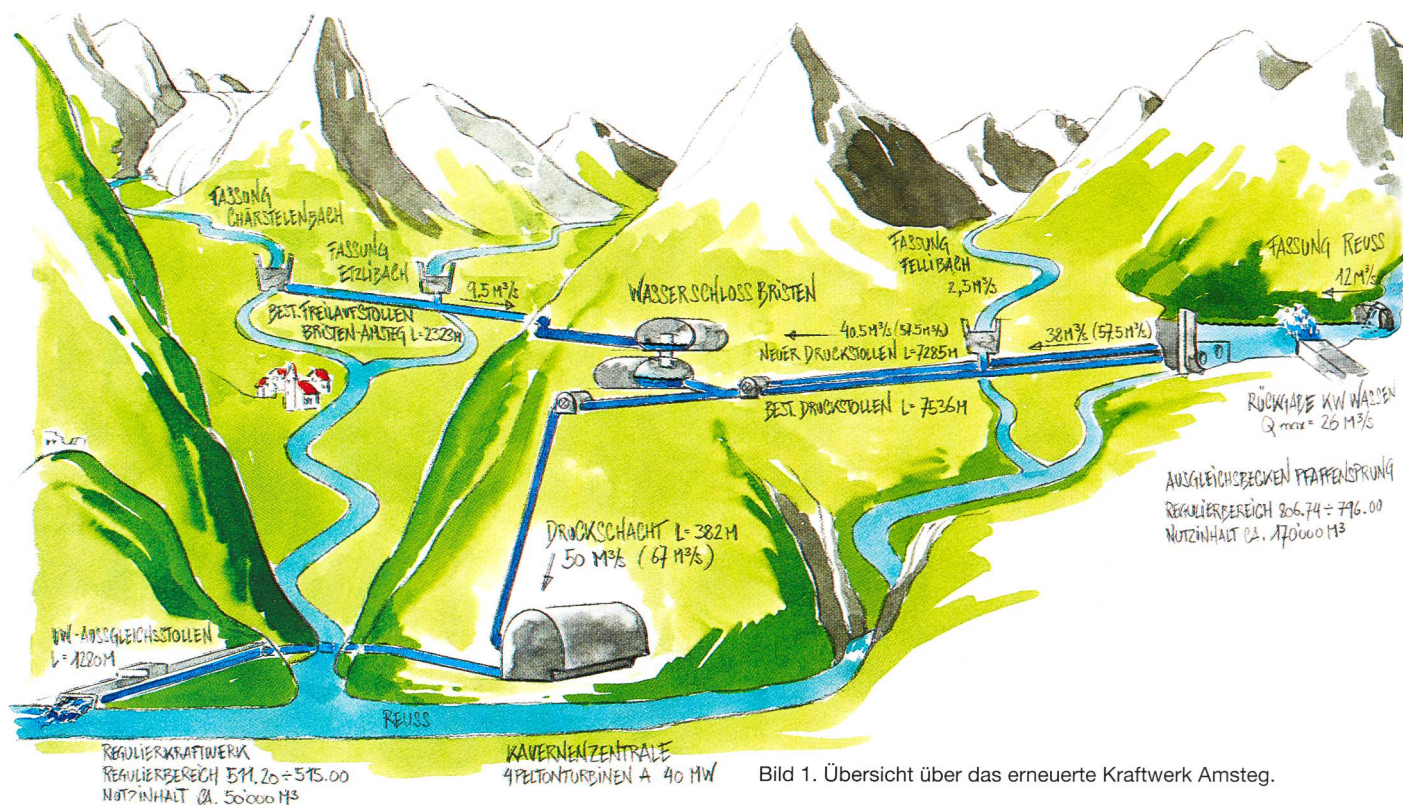 FASSUNG
CHÄRSTELENBACH
FASSUNG
ETZLIBACH
9,5 M³/s
BEST. FREILAUFSTOLLEN
BRISTEN-AMSTEG L=2323M
WASSERSCHLOSS BRISTEN
FASSUNG
FELLIBACH
2,5 M³/s
FASSUNG REUSS
12 M³/s
40.5 M³/s (57.5 M³/s)
NEUER DRUCKSTOLLEN L=7285M
38 M³/s (57.5 M³/s)
BEST. DRUCKSTOLLEN L=7536M
RÜCKGABE KW WASSEN
Q max = 26 M³/s
AUSGLEICHSBECKEN PFAFFENSPRUNG
REGULIERBEREICH 806.74÷796.00
NUTZINHALT CA. 170'000 M³
DRUCKSCHACHT L=382M
50 M³/s (67 M³/s)
UW-AUSGLEICHSSTOLLEN
L=1280M
REUSS
REGULIERKRAFTWERK
REGULIERBEREICH 511.20÷515.00
NUTZINHALT CA. 50'000 M³
KAVERNENZENTRALE
4 PELTONTURBINEN A 40 MW
Bild 1. Übersicht über das erneuerte Kraftwerk Amsteg.